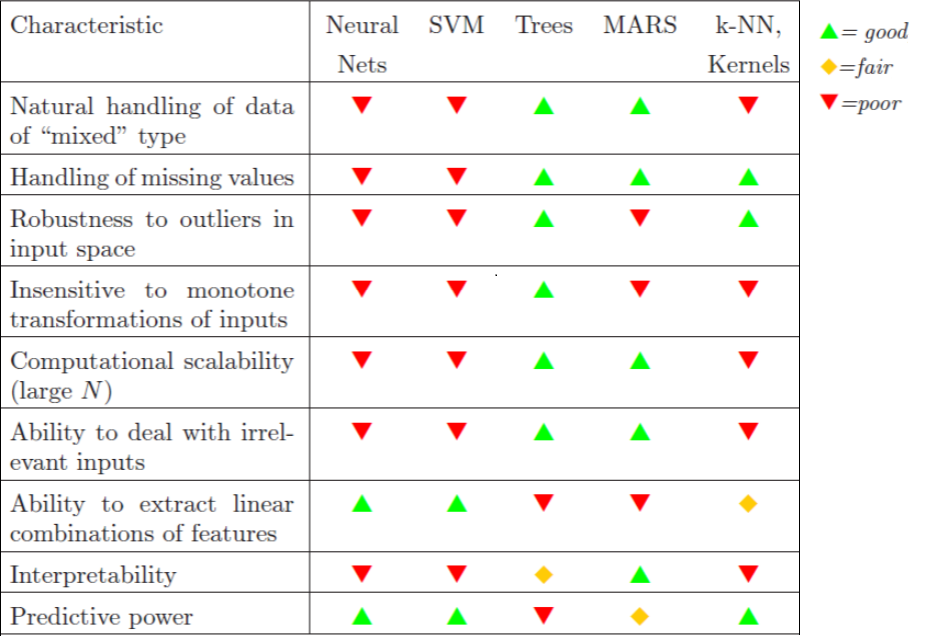 Characteristic Neural SVM Trees MARS k-NN,
Nets Kernels
▲= good
◆=fair
▼=poor
Natural handling of data ▼ ▼ ▲ ▲ ▼
of “mixed” type
Handling of missing values ▼ ▼ ▲ ▲ ▲
Robustness to outliers in ▼ ▼ ▲ ▼ ▲
input space
Insensitive to monotone ▼ ▼ ▲ ▼ ▼
transformations of inputs
Computational scalability ▼ ▼ ▲ ▲ ▼
(large N)
Ability to deal with irrel- ▼ ▼ ▲ ▲ ▼
evant inputs
Ability to extract linear ▲ ▲ ▼ ▼ ◆
combinations of features
Interpretability ▼ ▼ ◆ ▲ ▼
Predictive power ▲ ▲ ▼ ◆ ▲